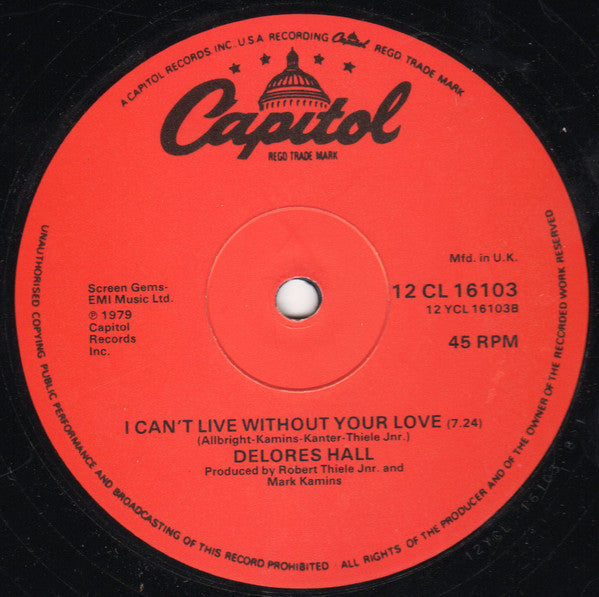 A CAPITOL RECORDS INC. U.S.A RECORDING Capitol REGD TRADE MARK
Capitol
REGD TRADE MARK
Mfd. in U.K.
Screen Gems-
EMI Music Ltd.
℗ 1979
Capitol
Records
Inc.
12 CL 16103
12 YCL 16103B
45 RPM
I CAN'T LIVE WITHOUT YOUR LOVE (7.24)
(Allbright-Kamins-Kanter-Thiele Jnr.)
DELORES HALL
Produced by Robert Thiele Jnr. and
Mark Kamins
UNAUTHORISED COPYING PUBLIC PERFORMANCE AND BROADCASTING OF THIS RECORD PROHIBITED · ALL RIGHTS OF THE PRODUCER AND OF THE OWNER OF THE RECORDED WORK RESERVED